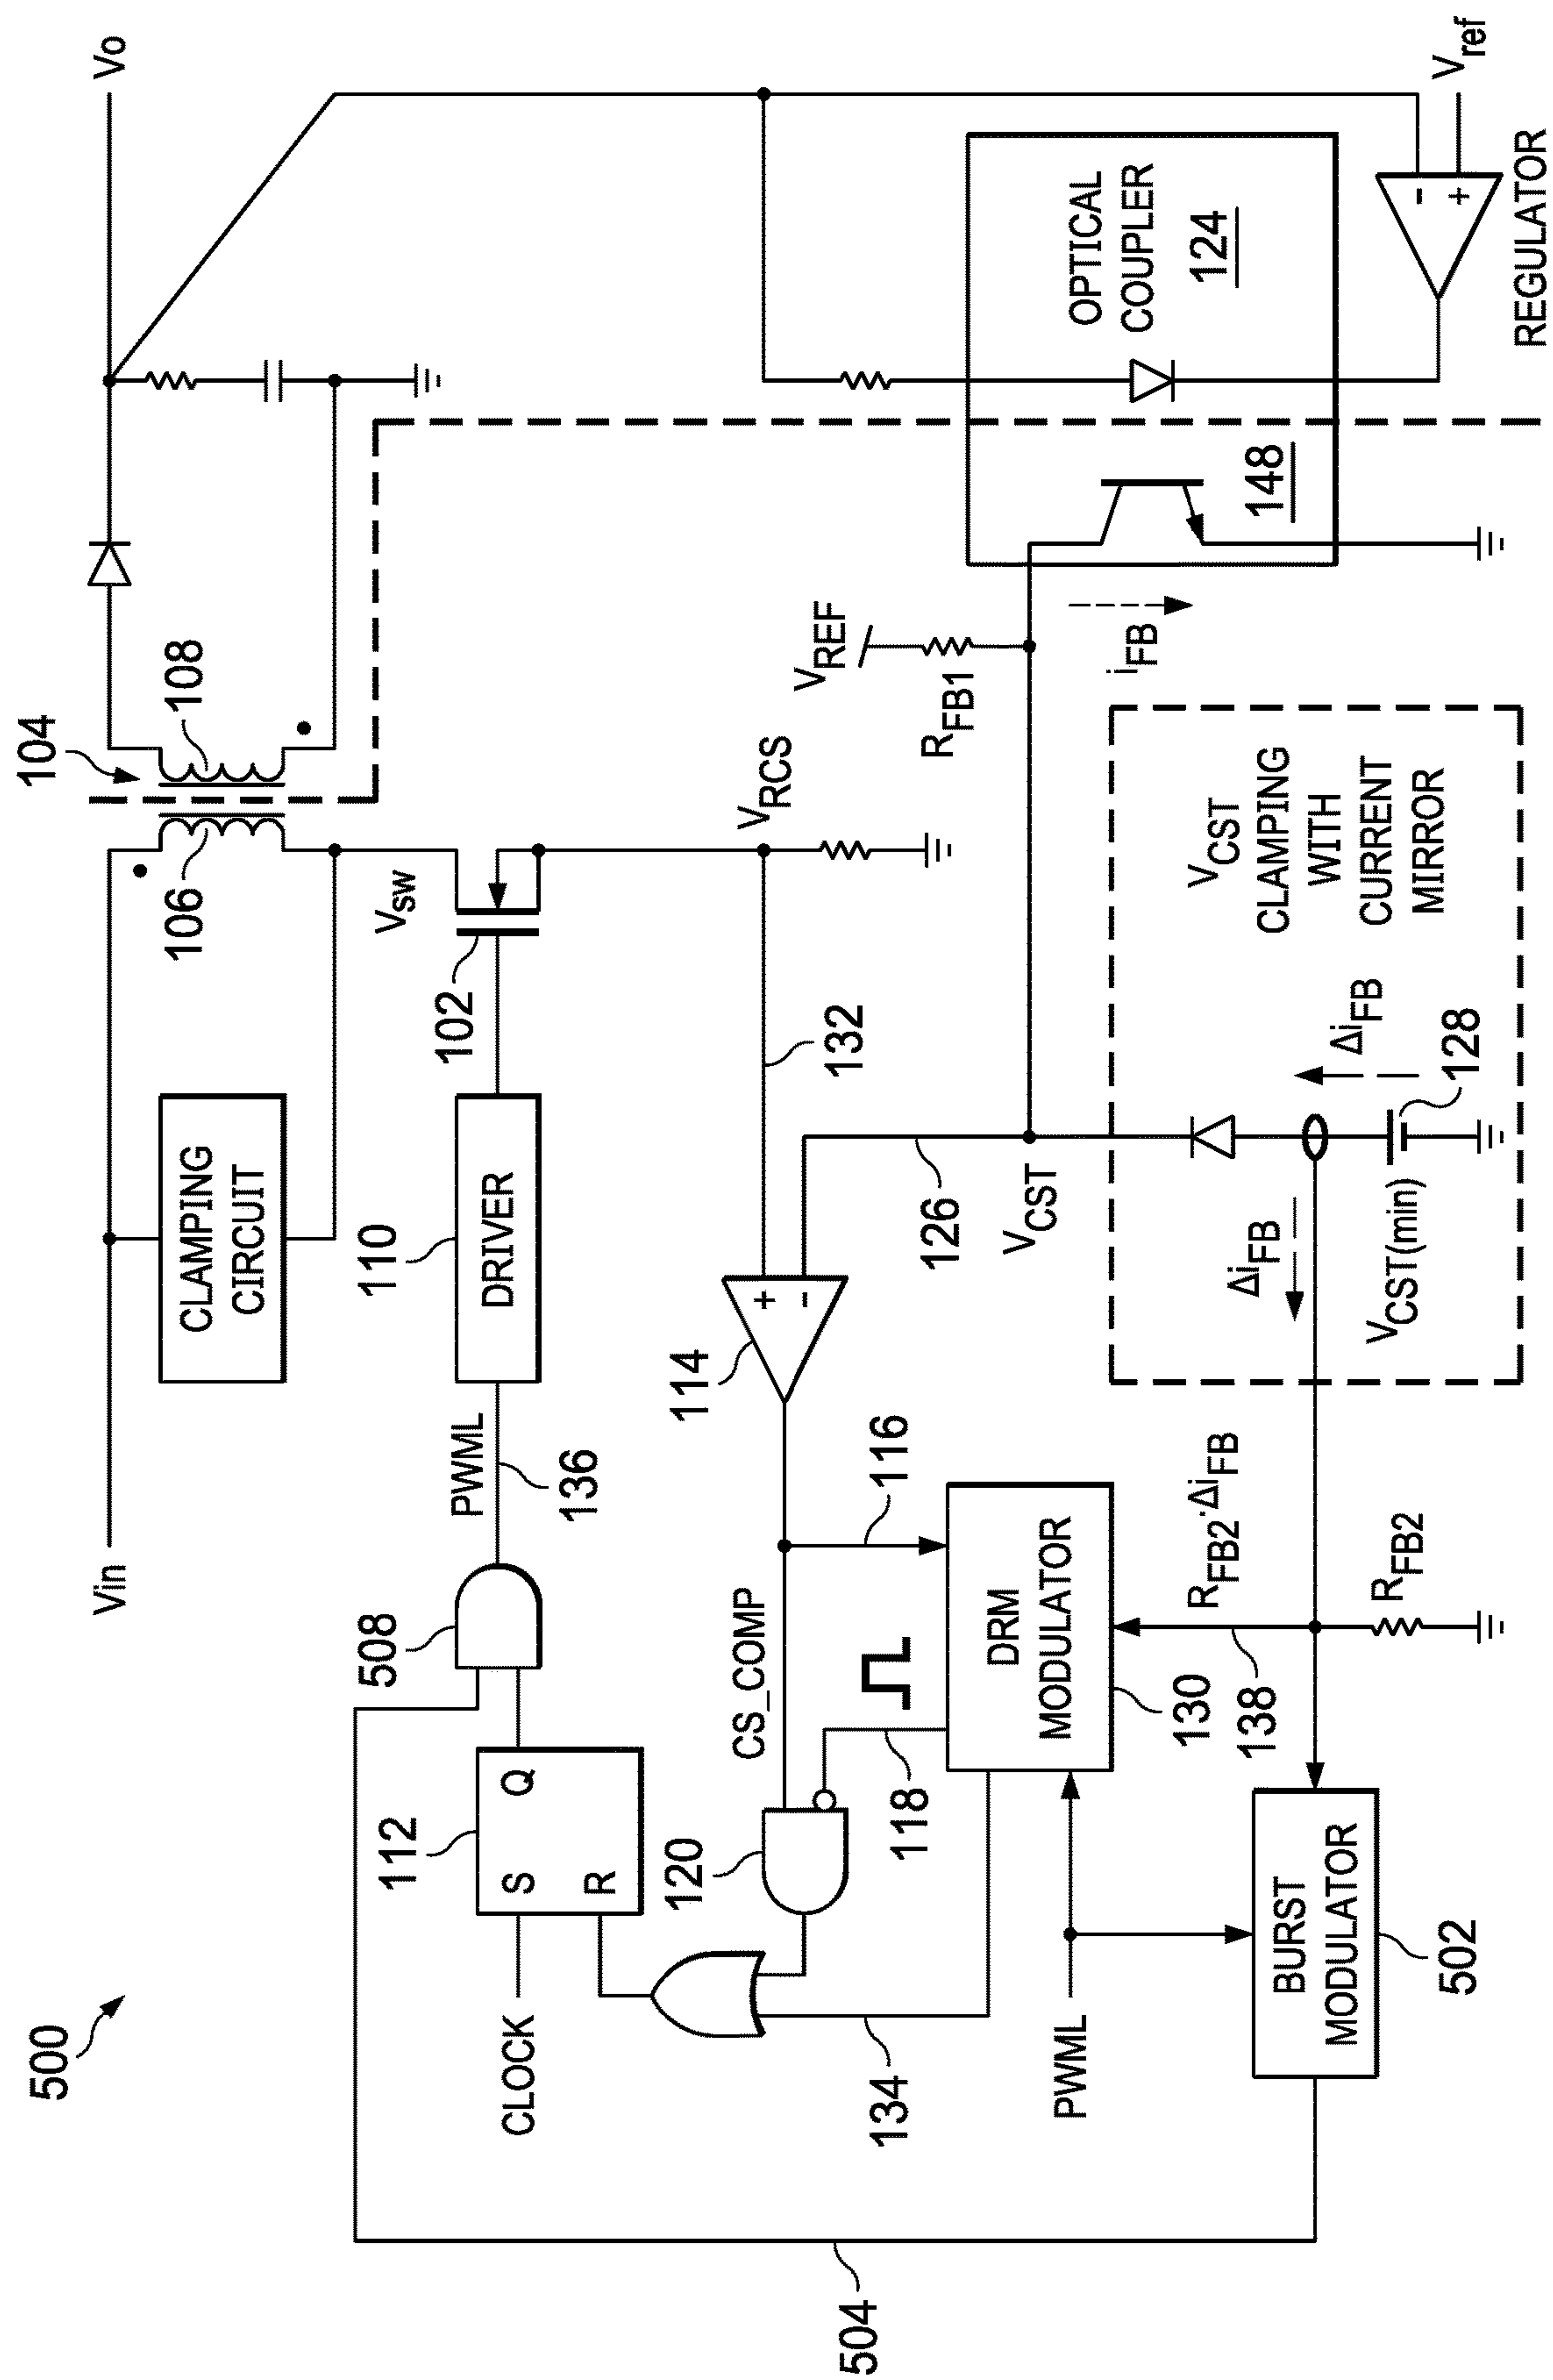 500
504
Vin
Vo
CLAMPING
CIRCUIT
104
106
108
508
PWML
136
110
DRIVER
102
Vsw
112
S
Q
R
CLOCK
CS_COMP
120
118
134
114
+
-
116
132
VRCS
VREF
RFB1
126
VCST
iFB
OPTICAL
COUPLER
124
148
Vref
-
+
REGULATOR
DRM
MODULATOR
130
138
PWML
BURST
MODULATOR
502
RFB2·ΔiFB
RFB2
ΔiFB
ΔiFB
128
VCST(min)
VCST
CLAMPING
WITH
CURRENT
MIRROR